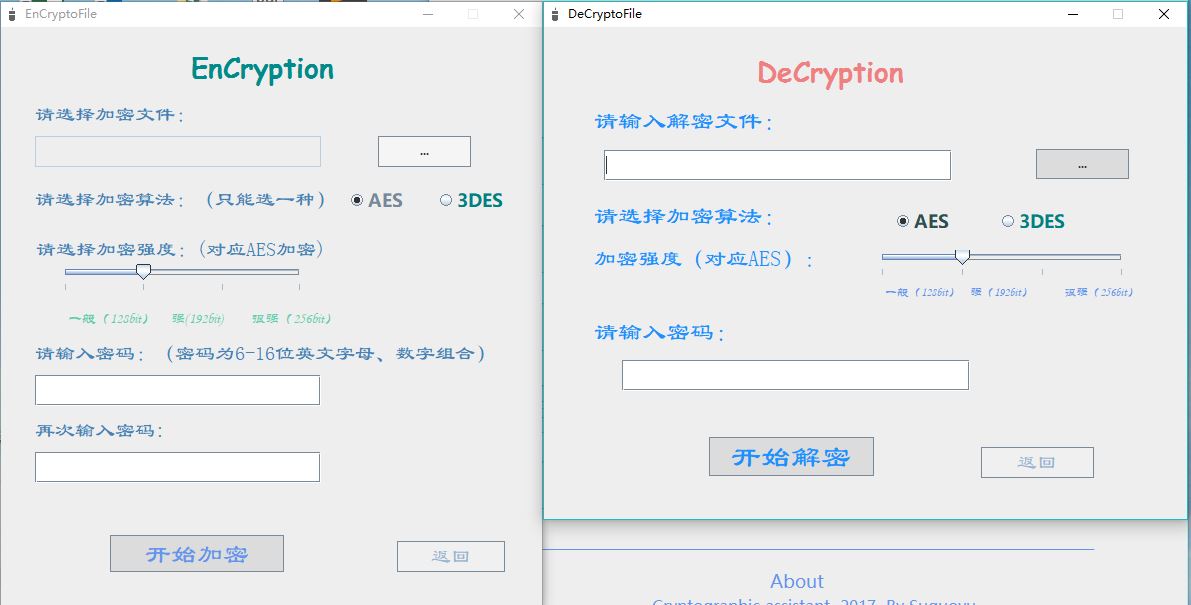 EnCryptoFile
EnCryption
请选择加密文件：
...
请选择加密算法：（只能选一种） AES 3DES
请选择加密强度：（对应AES加密）
一般（128bit） 强(192bit) 很强（256bit）
请输入密码：（密码为6-16位英文字母、数字组合）
再次输入密码：
开始加密 返回
DeCryptoFile
DeCryption
请输入解密文件：
...
请选择加密算法： AES 3DES
加密强度（对应AES）：
一般（128bit） 强（192bit） 很强（256bit）
请输入密码：
开始解密 返回
About
Cryptographic assistant 2017 By